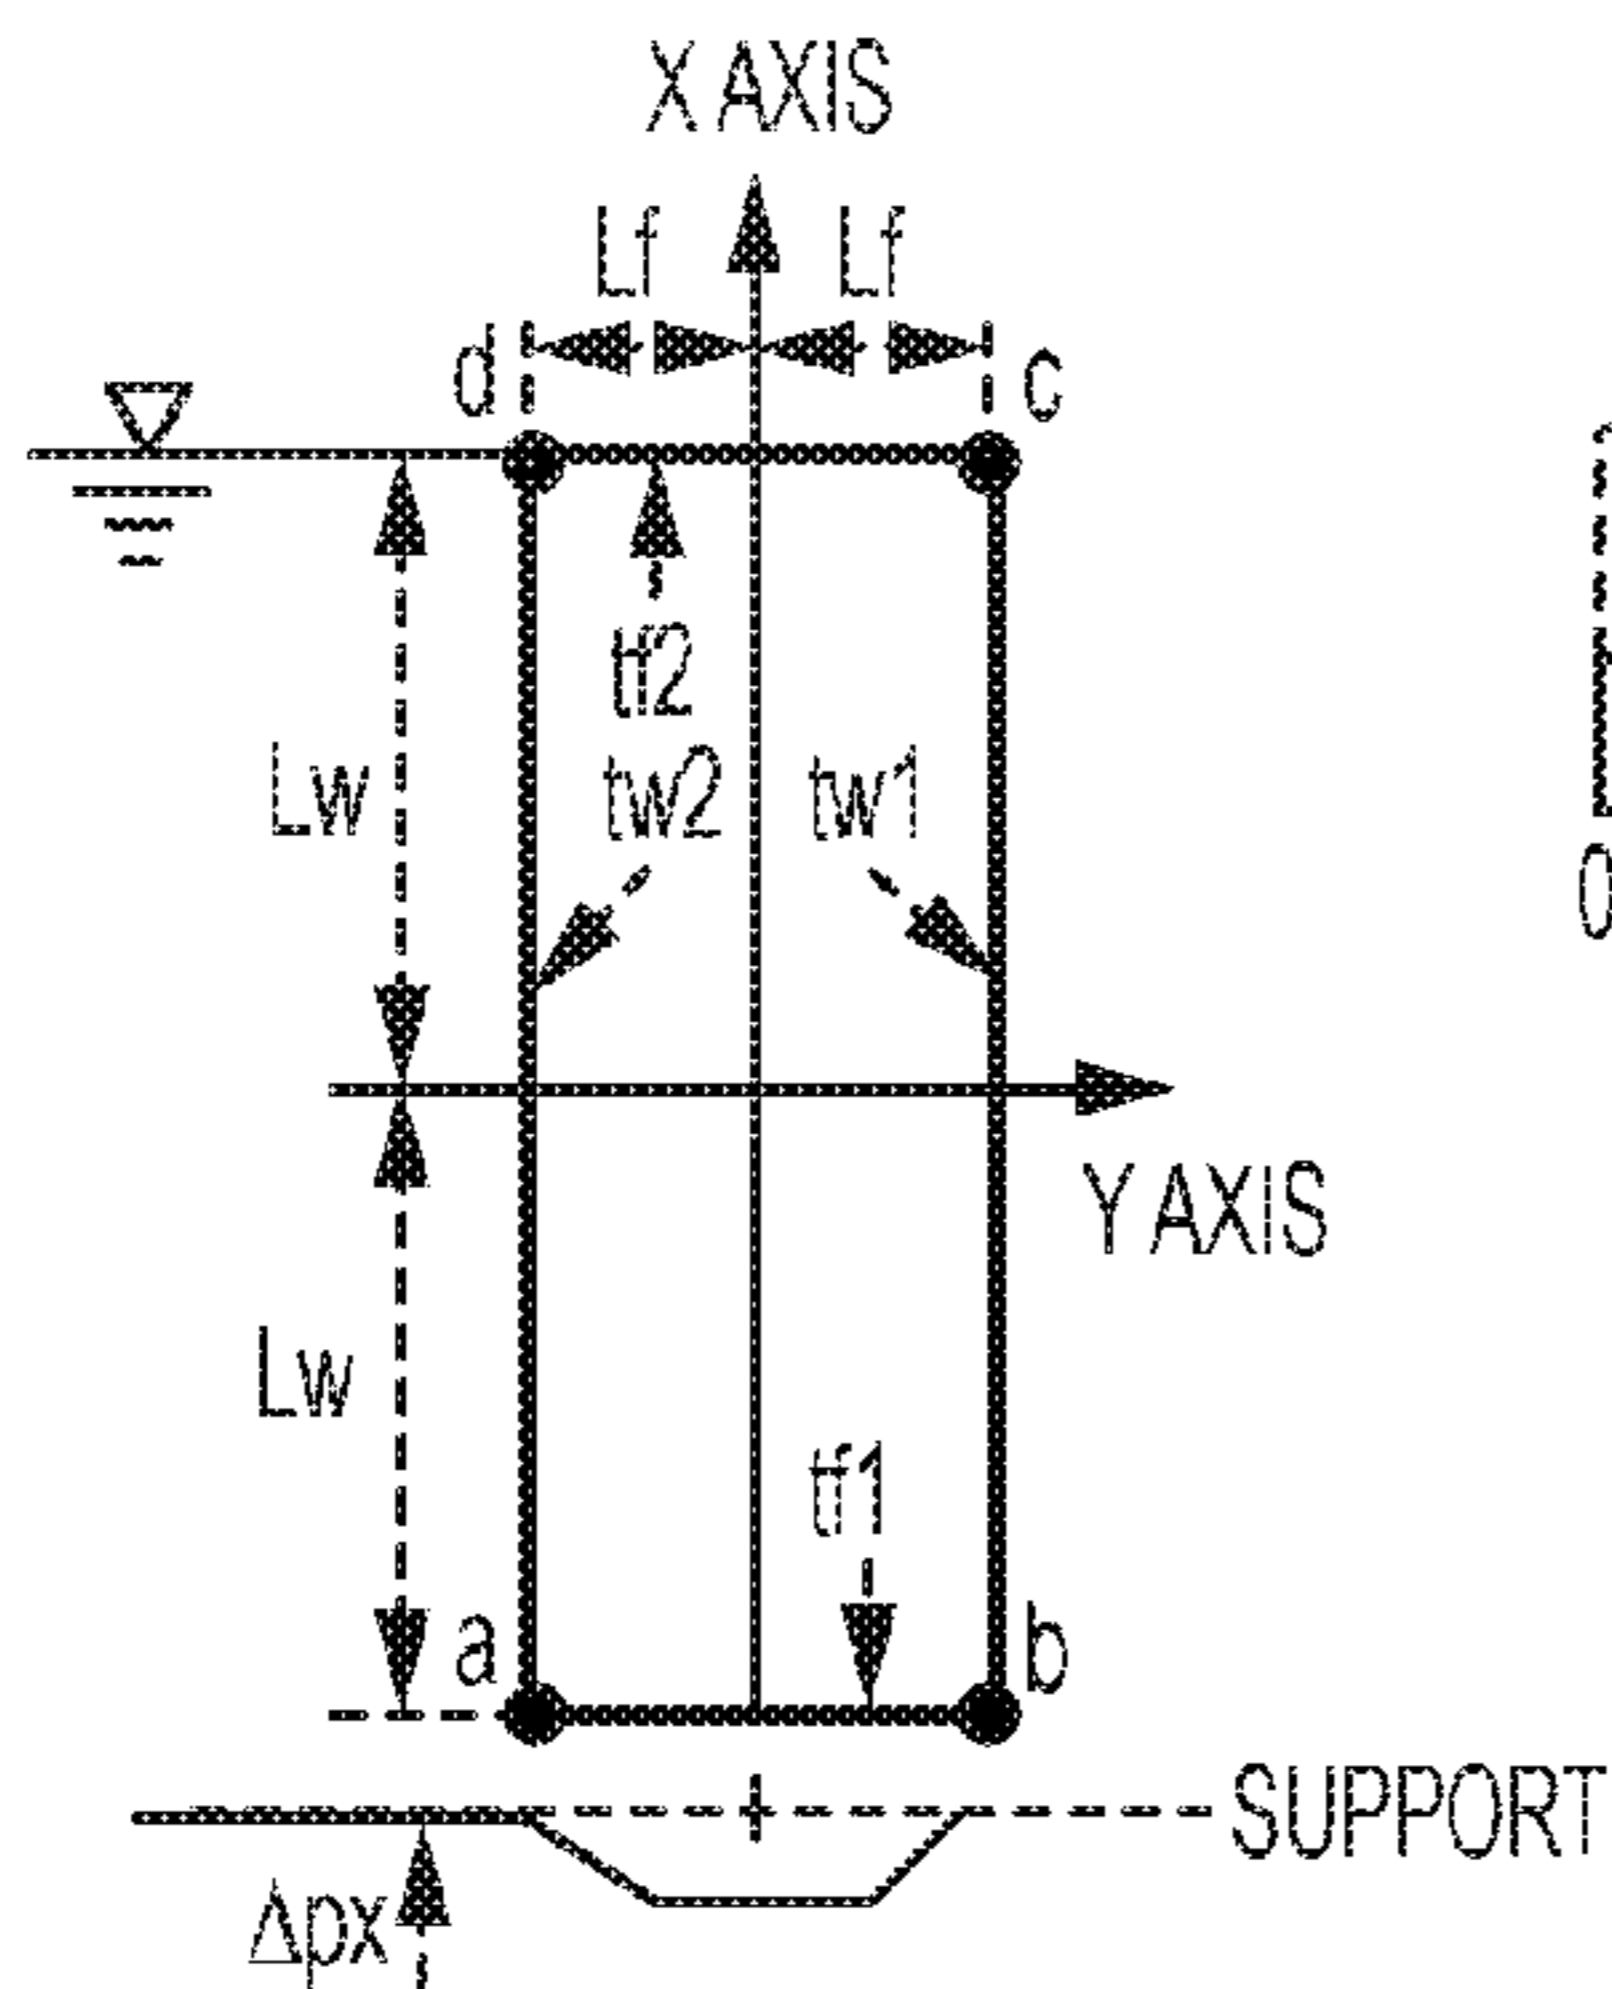 X AXIS
Lf Lf
d c
tf2
Lw tw2 tw1
Y AXIS
Lw
tf1
a b
SUPPORT
Δpx